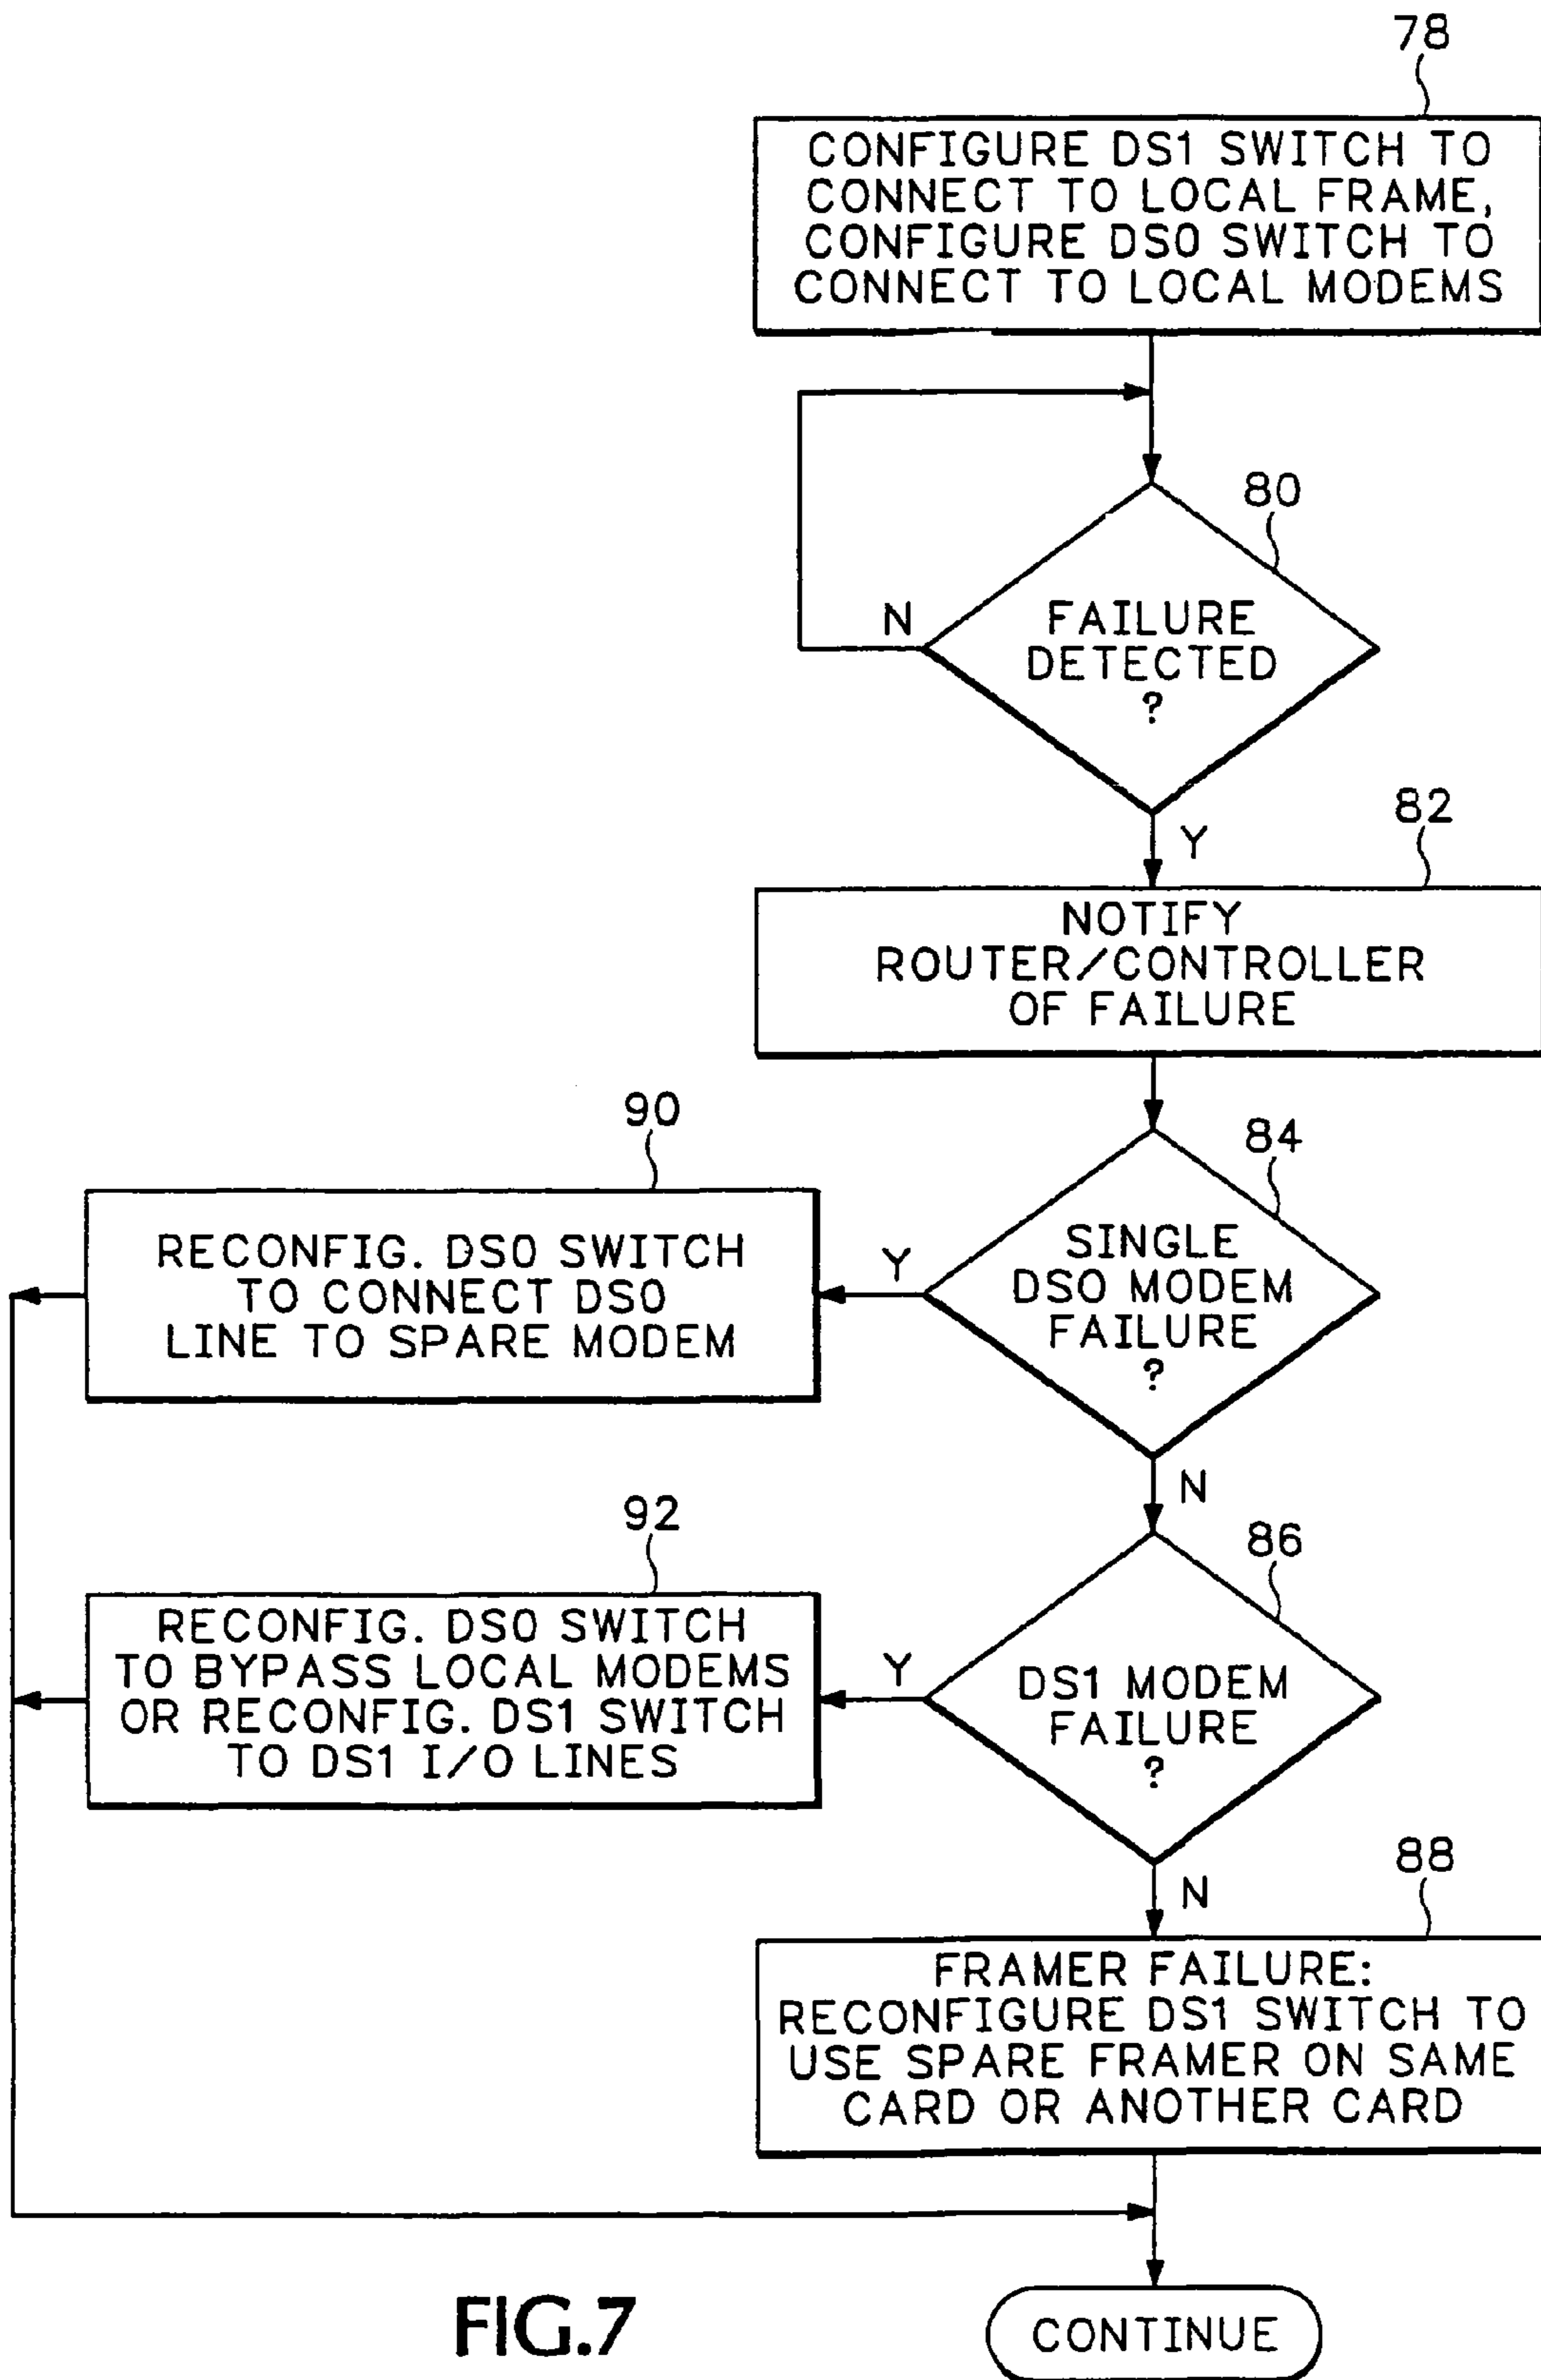 78
CONFIGURE DS1 SWITCH TO
CONNECT TO LOCAL FRAME,
CONFIGURE DS0 SWITCH TO
CONNECT TO LOCAL MODEMS
80
N
FAILURE
DETECTED
?
Y
82
NOTIFY
ROUTER/CONTROLLER
OF FAILURE
90
84
RECONFIG. DS0 SWITCH
TO CONNECT DS0
LINE TO SPARE MODEM
Y
SINGLE
DS0 MODEM
FAILURE
?
N
92
86
RECONFIG. DS0 SWITCH
TO BYPASS LOCAL MODEMS
OR RECONFIG. DS1 SWITCH
TO DS1 I/O LINES
Y
DS1 MODEM
FAILURE
?
N
88
FRAMER FAILURE:
RECONFIGURE DS1 SWITCH TO
USE SPARE FRAMER ON SAME
CARD OR ANOTHER CARD
CONTINUE
FIG.7